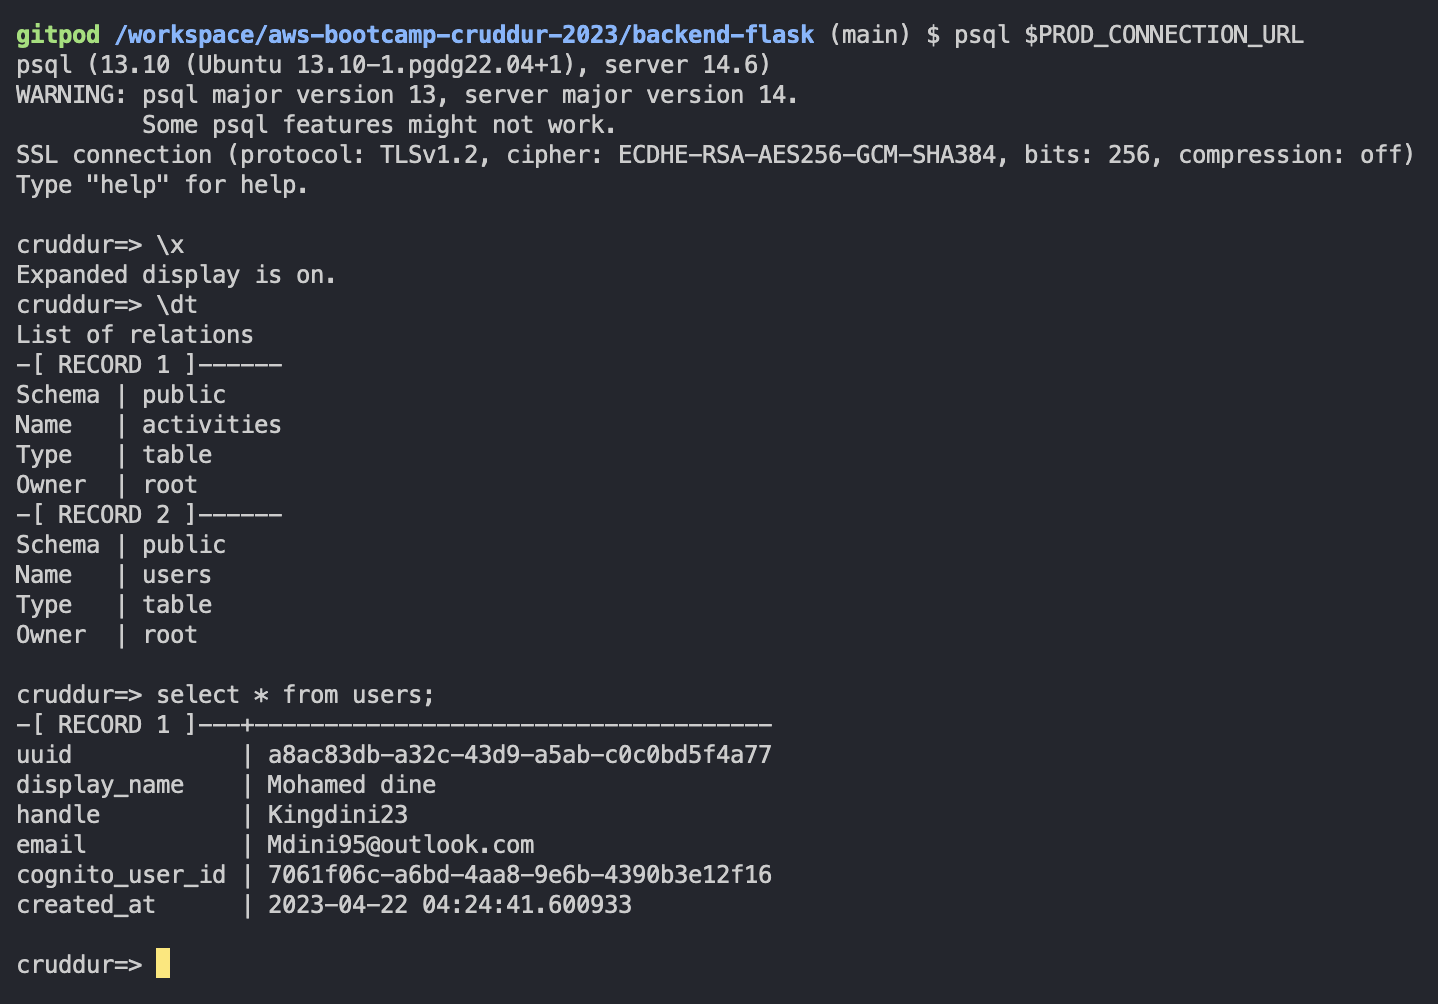 gitpod /workspace/aws-bootcamp-cruddur-2023/backend-flask (main) $ psql $PROD_CONNECTION_URL
psql (13.10 (Ubuntu 13.10-1.pgdg22.04+1), server 14.6)
WARNING: psql major version 13, server major version 14.
         Some psql features might not work.
SSL connection (protocol: TLSv1.2, cipher: ECDHE-RSA-AES256-GCM-SHA384, bits: 256, compression: off)
Type "help" for help.

cruddur=> \x
Expanded display is on.
cruddur=> \dt
List of relations
-[ RECORD 1 ]------
Schema | public
Name   | activities
Type   | table
Owner  | root
-[ RECORD 2 ]------
Schema | public
Name   | users
Type   | table
Owner  | root

cruddur=> select * from users;
-[ RECORD 1 ]---+-------------------------------------
uuid            | a8ac83db-a32c-43d9-a5ab-c0c0bd5f4a77
display_name    | Mohamed dine
handle          | Kingdini23
email           | Mdini95@outlook.com
cognito_user_id | 7061f06c-a6bd-4aa8-9e6b-4390b3e12f16
created_at      | 2023-04-22 04:24:41.600933

cruddur=>